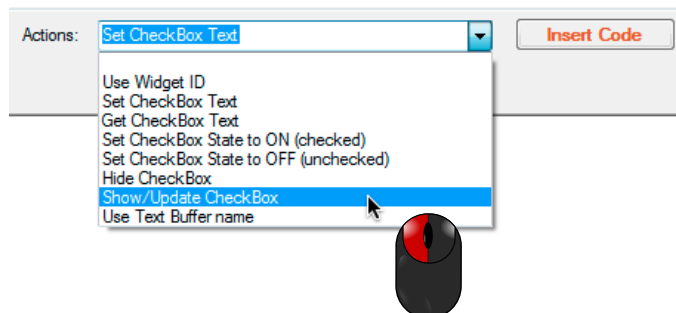 Actions: Set CheckBox Text Insert Code
Use Widget ID
Set CheckBox Text
Get CheckBox Text
Set CheckBox State to ON (checked)
Set CheckBox State to OFF (unchecked)
Hide CheckBox
Show/Update CheckBox
Use Text Buffer name